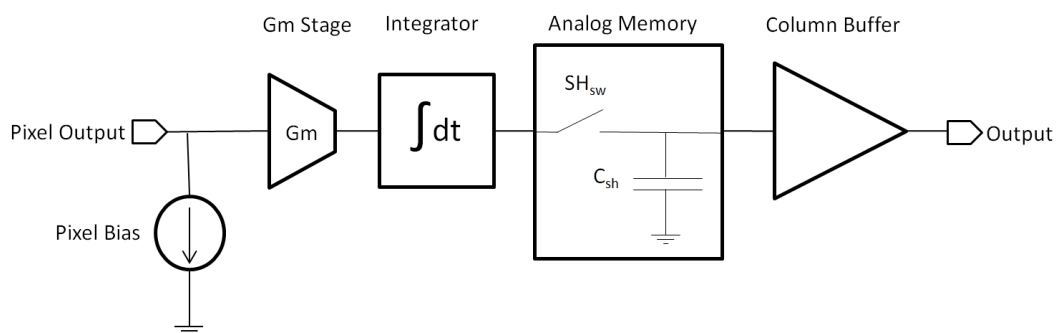 Gm Stage
Integrator
Analog Memory
Column Buffer
SHsw
Pixel Output
Gm
∫dt
Output
Csh
Pixel Bias